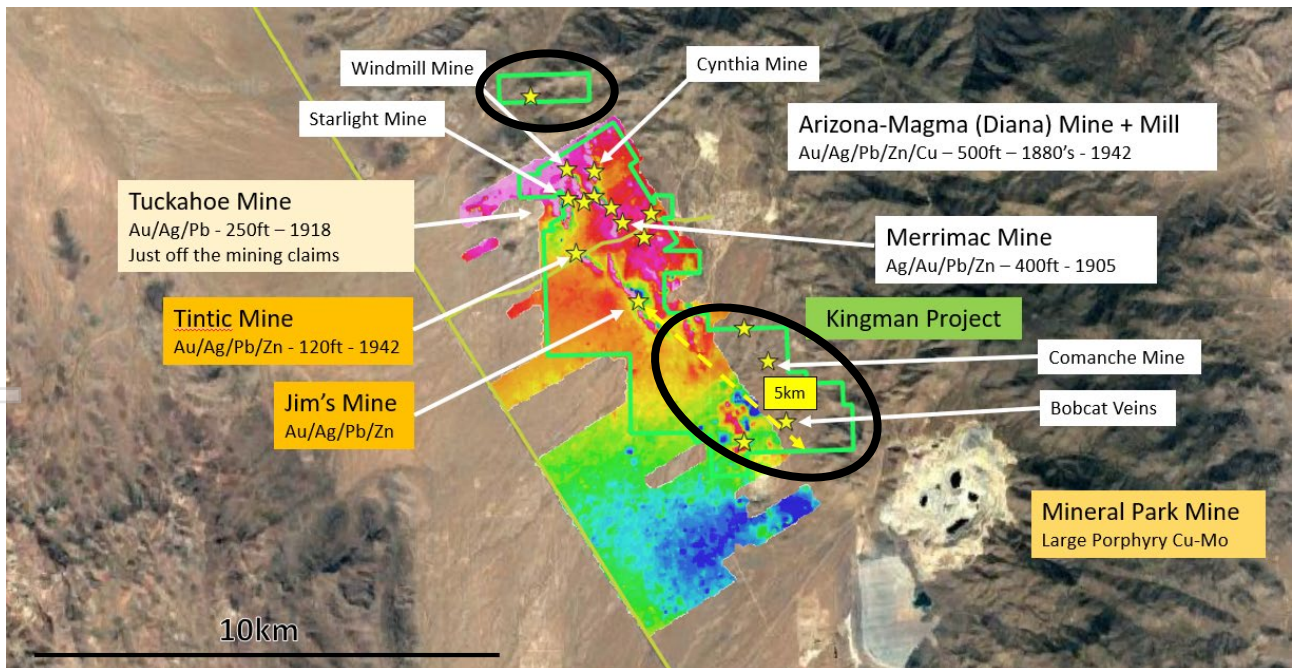 Windmill Mine
Cynthia Mine
Starlight Mine
Arizona-Magma (Diana) Mine + Mill
Au/Ag/Pb/Zn/Cu – 500ft – 1880's - 1942
Tuckahoe Mine
Au/Ag/Pb - 250ft – 1918
Just off the mining claims
Merrimac Mine
Ag/Au/Pb/Zn – 400ft - 1905
Tintic Mine
Au/Ag/Pb/Zn - 120ft - 1942
Kingman Project
Comanche Mine
5km
Jim's Mine
Au/Ag/Pb/Zn
Bobcat Veins
Mineral Park Mine
Large Porphyry Cu-Mo
10km